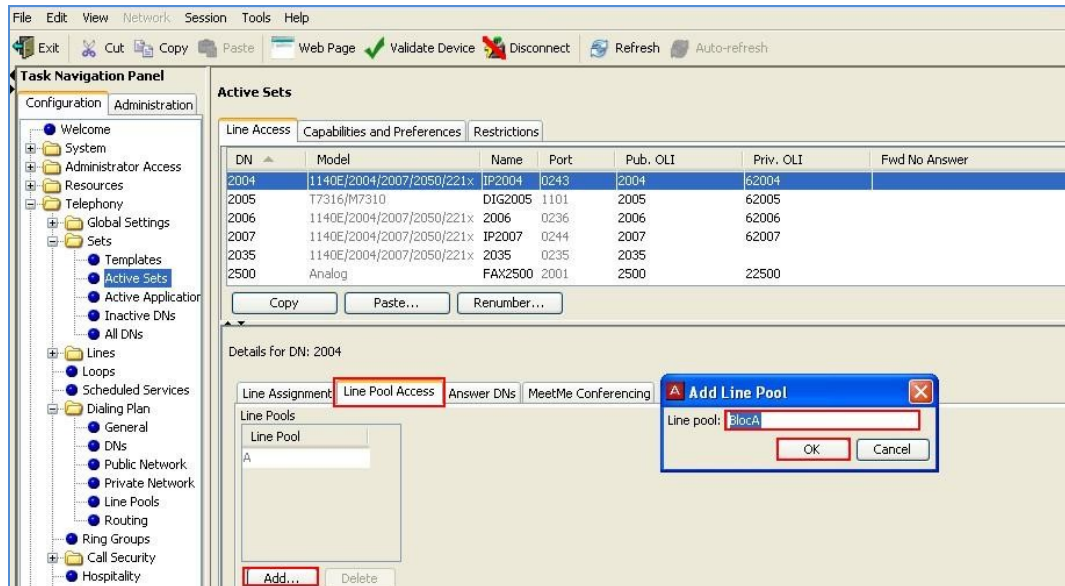 File Edit View Network Session Tools Help
Exit Cut Copy Paste Web Page Validate Device Disconnect Refresh Auto-refresh
Task Navigation Panel
Configuration Administration
Welcome
System
Administrator Access
Resources
Telephony
Global Settings
Sets
Templates
Active Sets
Active Application
Inactive DNs
All DNs
Lines
Loops
Scheduled Services
Dialing Plan
General
DNs
Public Network
Private Network
Line Pools
Routing
Ring Groups
Call Security
Hospitality
Active Sets
Line Access Capabilities and Preferences Restrictions
DN Model Name Port Pub. OLI Priv. OLI Fwd No Answer
2004 1140E/2004/2007/2050/221x IP2004 0243 2004 62004
2005 T7316/M7310 DIG2005 1101 2005 62005
2006 1140E/2004/2007/2050/221x 2006 0236 2006 62006
2007 1140E/2004/2007/2050/221x IP2007 0244 2007 62007
2035 1140E/2004/2007/2050/221x 2035 0235 2035
2500 Analog FAX2500 2001 2500 22500
Copy Paste... Renumber...
Details for DN: 2004
Line Assignment Line Pool Access Answer DNs MeetMe Conferencing
Line Pools
Line Pool
A
Add... Delete
A Add Line Pool
Line pool: BlocA
OK Cancel